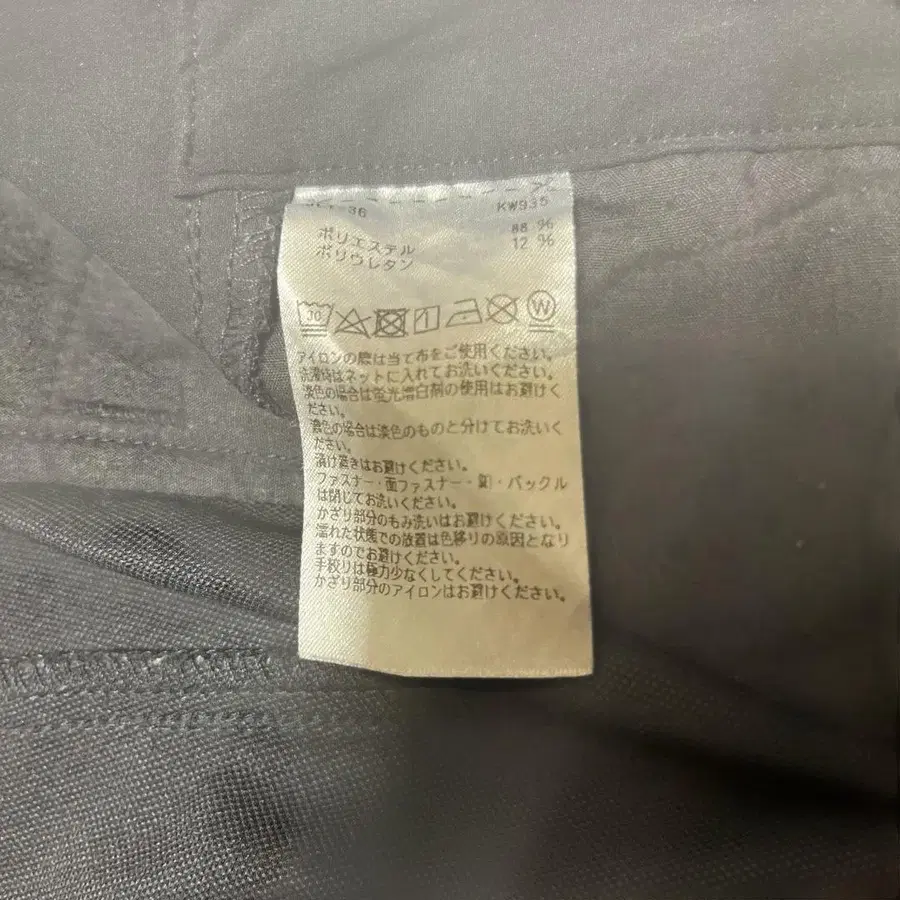 36 KW935
ポリエステル 88 %
ポリウレタン 12 %
30 W
アイロンの際は当て布をご使用ください。
洗濯時はネットに入れてお洗いください。
淡色の場合は蛍光増白剤の使用はお避けく
ださい。
濃色の場合は淡色のものと分けてお洗いく
ださい。
漬け置きはお避けください。
ファスナー・面ファスナー・釦・バックル
は閉じてお洗いください。
かざり部分のもみ洗いはお避けください。
濡れた状態での放置は色移りの原因となり
ますのでお避けください。
手絞りは極力少なくしてください。
かざり部分のアイロンはお避けください。